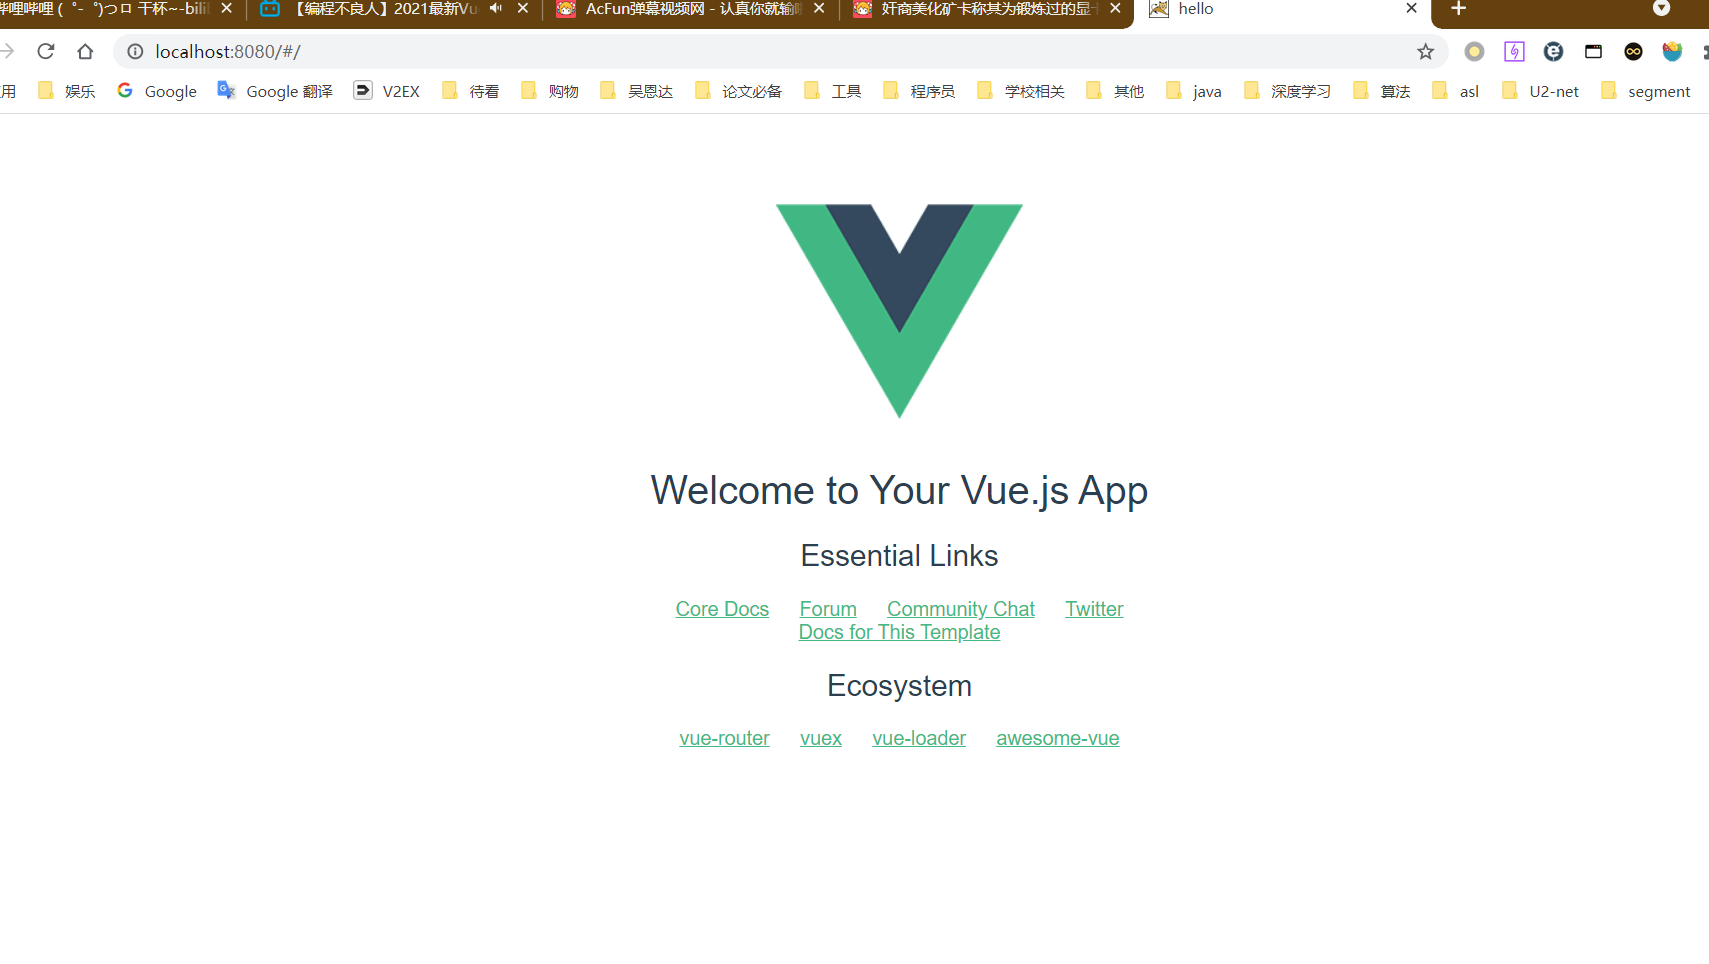 哔哩哔哩 (゜-゜)つロ 干杯~-bili
【编程不良人】2021最新Vu
AcFun弹幕视频网 - 认真你就输
奸商美化矿卡称其为锻炼过的显卡
hello
localhost:8080/#/
用 娱乐 Google Google 翻译 V2EX 待看 购物 吴恩达 论文必备 工具 程序员 学校相关 其他 java 深度学习 算法 asl U2-net segment
Welcome to Your Vue.js App
Essential Links
Core Docs Forum Community Chat Twitter
Docs for This Template
Ecosystem
vue-router vuex vue-loader awesome-vue